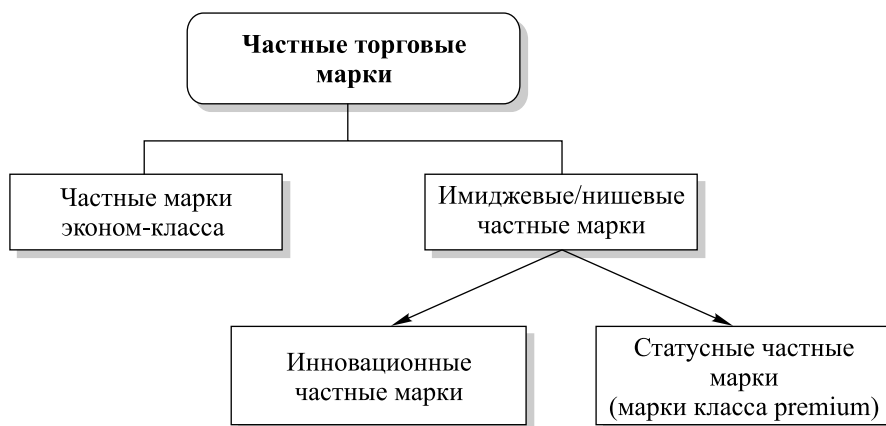 Частные торговые
марки
Частные марки
эконом-класса
Имиджевые/нишевые
частные марки
Инновационные
частные марки
Статусные частные
марки
(марки класса premium)